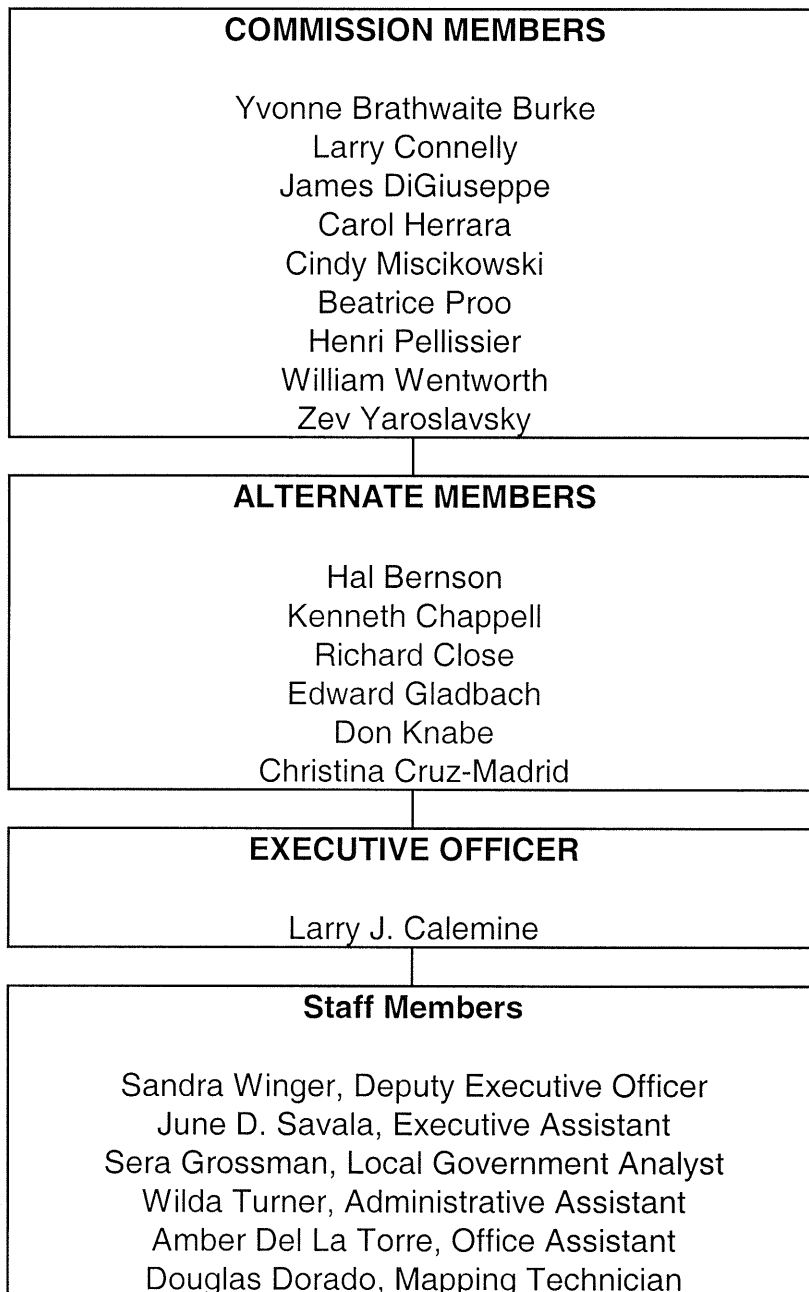 COMMISSION MEMBERS
Yvonne Brathwaite Burke
Larry Connelly
James DiGiuseppe
Carol Herrara
Cindy Miscikowski
Beatrice Proo
Henri Pellissier
William Wentworth
Zev Yaroslavsky
ALTERNATE MEMBERS
Hal Bernson
Kenneth Chappell
Richard Close
Edward Gladbach
Don Knabe
Christina Cruz-Madrid
EXECUTIVE OFFICER
Larry J. Calemine
Staff Members
Sandra Winger, Deputy Executive Officer
June D. Savala, Executive Assistant
Sera Grossman, Local Government Analyst
Wilda Turner, Administrative Assistant
Amber Del La Torre, Office Assistant
Douglas Dorado, Mapping Technician